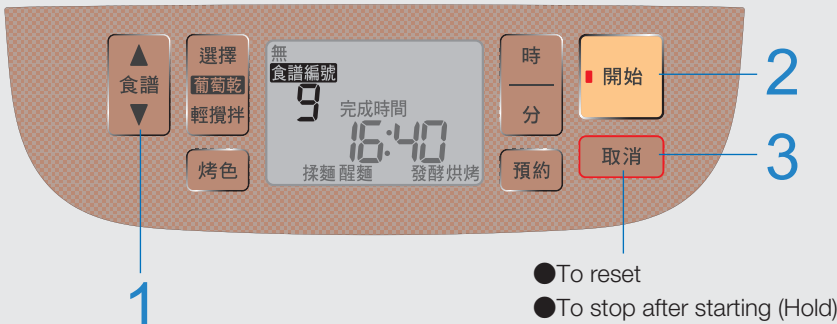 ▲
食譜
▼
選擇
葡萄乾
輕攪拌
烤色
無
食譜編號
9
完成時間
16:40
揉麵 醒麵 發酵 烘烤
時
分
預約
開始
取消
1
2
3
●To reset
●To stop after starting (Hold)